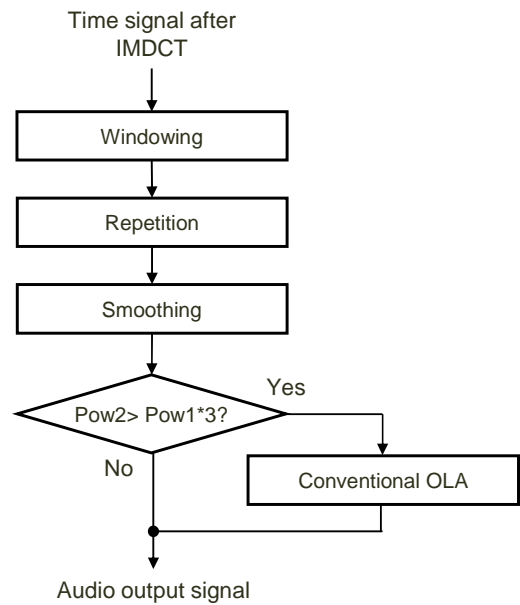 Time signal after
IMDCT
Windowing
Repetition
Smoothing
Pow2> Pow1*3?
Yes
No
Conventional OLA
Audio output signal